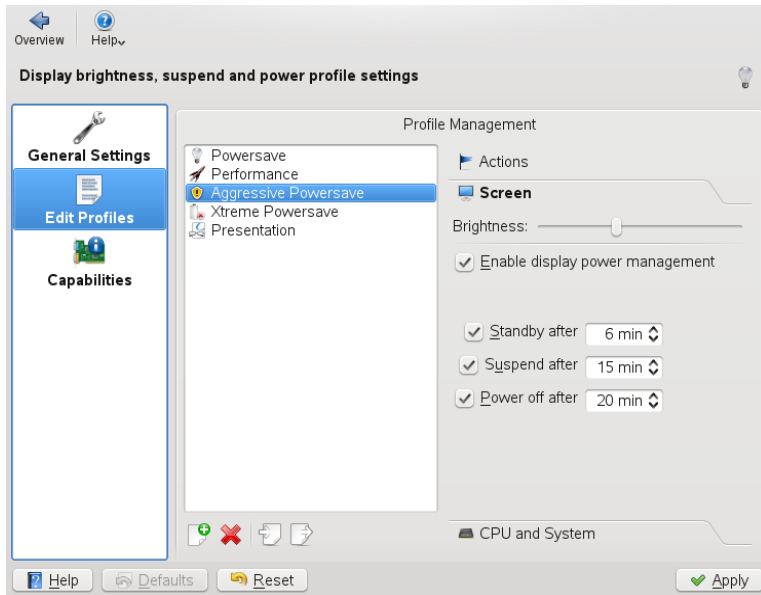 Overview
Help
Display brightness, suspend and power profile settings
General Settings
Edit Profiles
Capabilities
Profile Management
Powersave
Performance
Aggressive Powersave
Xtreme Powersave
Presentation
Actions
Screen
Brightness:
Enable display power management
Standby after 6 min
Suspend after 15 min
Power off after 20 min
CPU and System
Help
Defaults
Reset
Apply